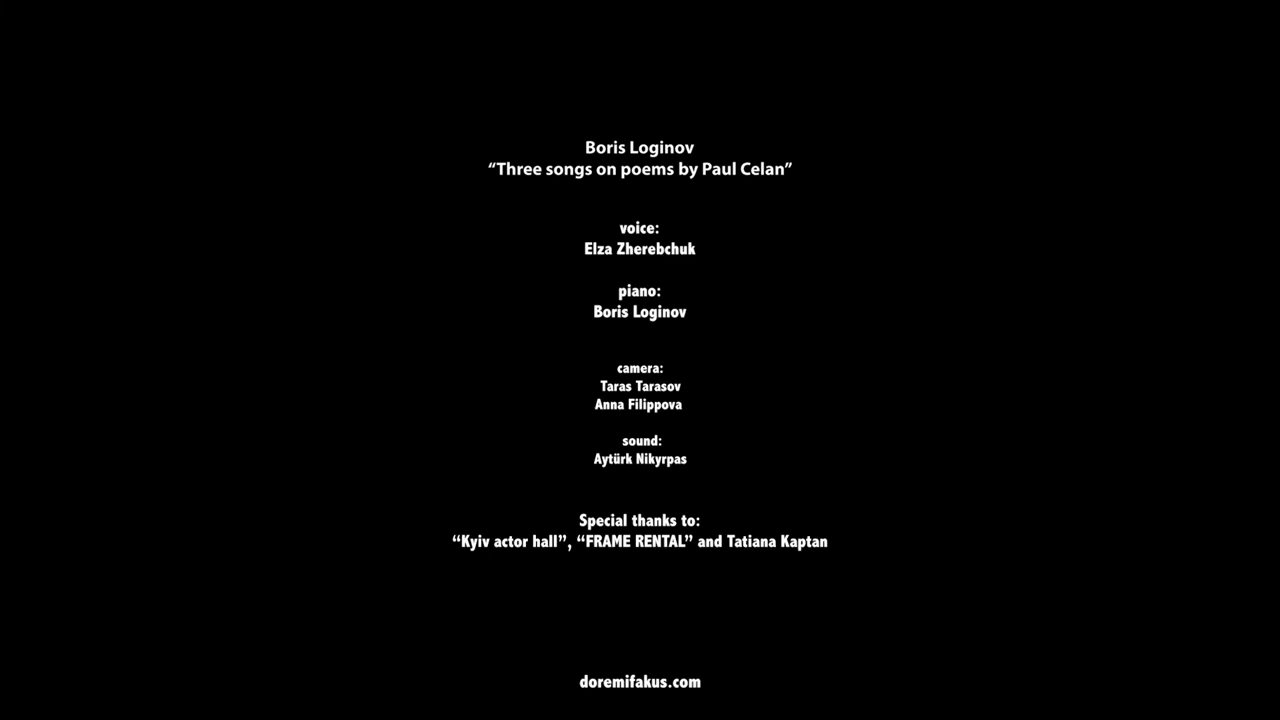 Boris Loginov
“Three songs on poems by Paul Celan”
voice:
Elza Zherebchuk
piano:
Boris Loginov
camera:
Taras Tarasov
Anna Filippova
sound:
Aytürk Nikyrpas
Special thanks to:
“Kyiv actor hall”, “FRAME RENTAL” and Tatiana Kaptan
doremifakus.com